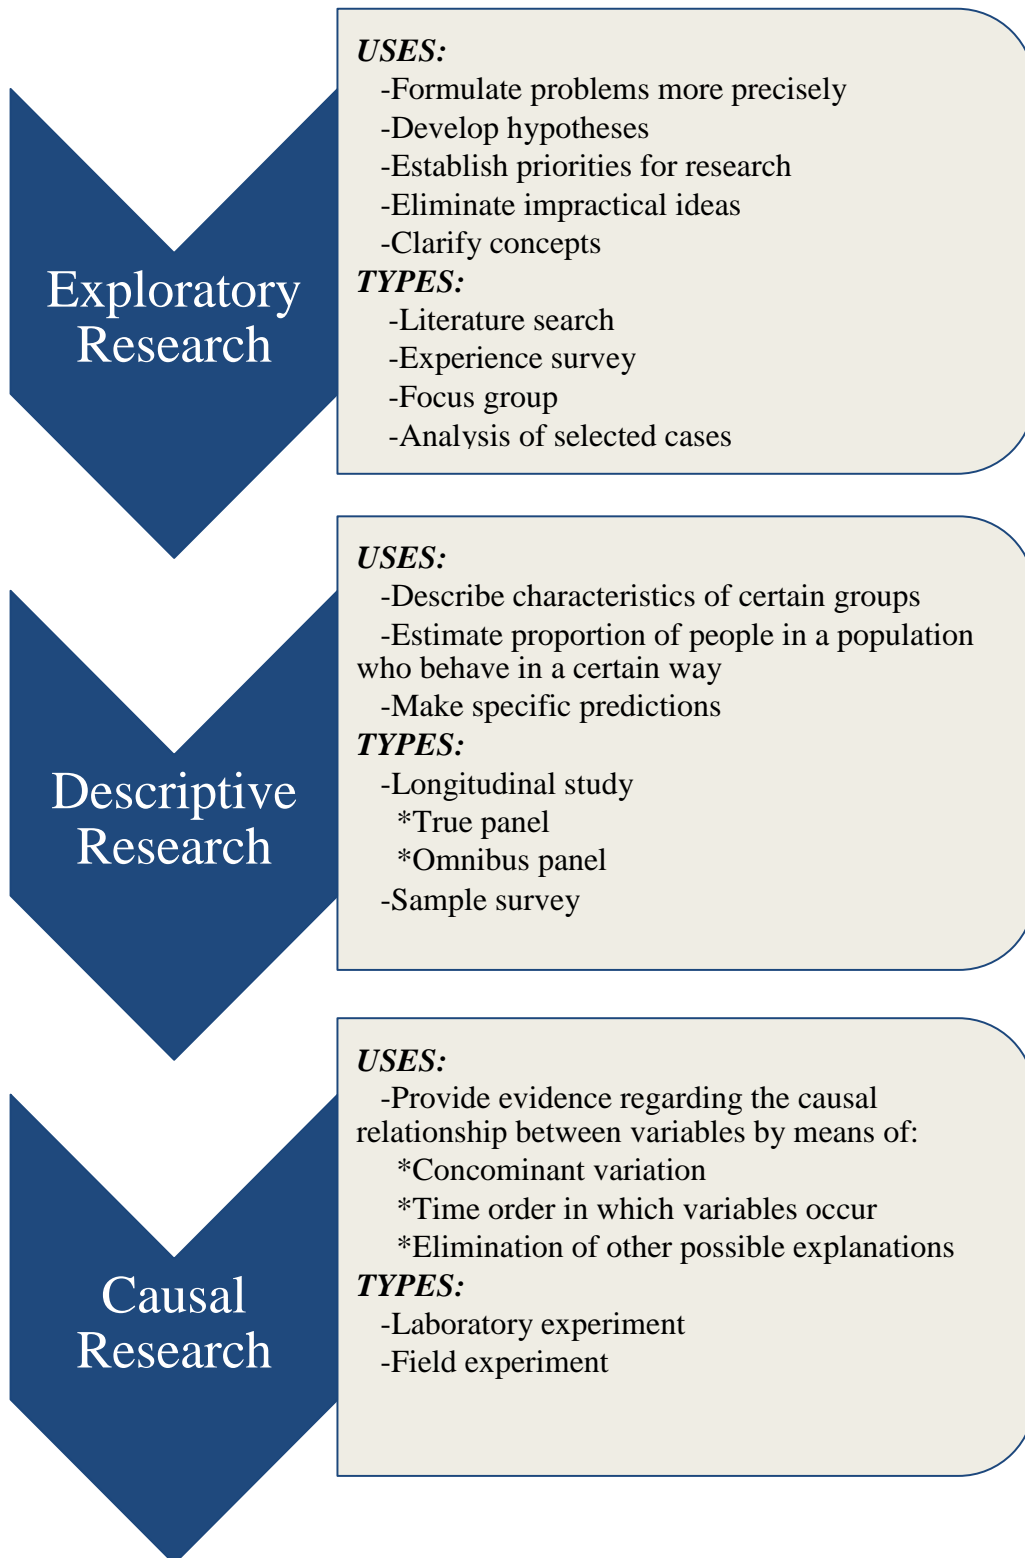 Exploratory
Research
USES:
-Formulate problems more precisely
-Develop hypotheses
-Establish priorities for research
-Eliminate impractical ideas
-Clarify concepts
TYPES:
-Literature search
-Experience survey
-Focus group
-Analysis of selected cases
Descriptive
Research
USES:
-Describe characteristics of certain groups
-Estimate proportion of people in a population
who behave in a certain way
-Make specific predictions
TYPES:
-Longitudinal study
*True panel
*Omnibus panel
-Sample survey
Causal
Research
USES:
-Provide evidence regarding the causal
relationship between variables by means of:
*Concominant variation
*Time order in which variables occur
*Elimination of other possible explanations
TYPES:
-Laboratory experiment
-Field experiment